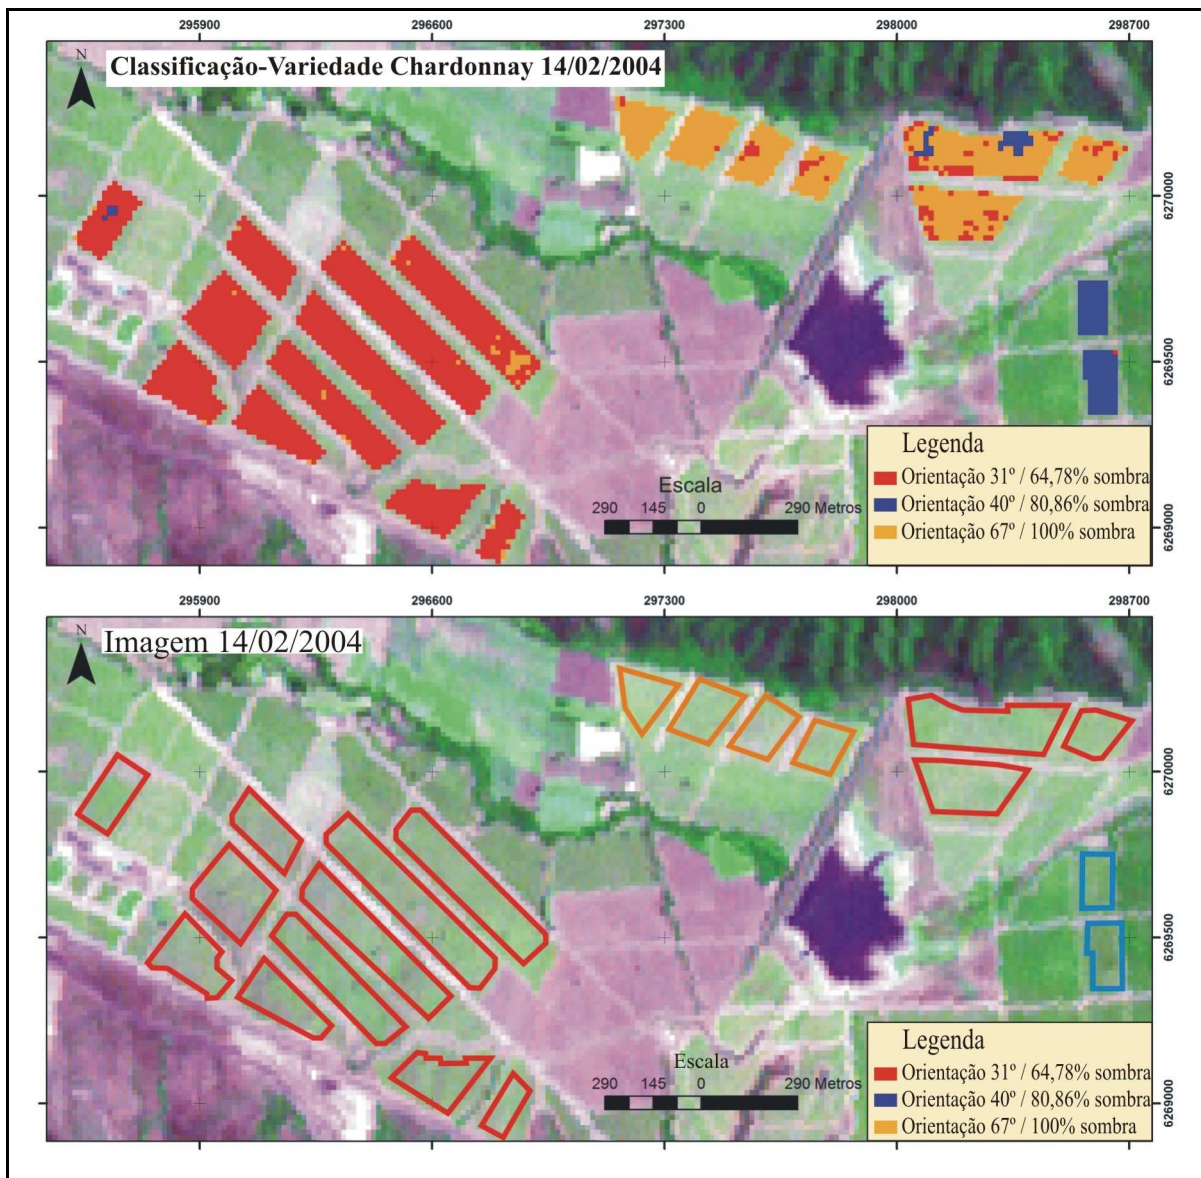 295900 296600 297300 298000 298700
N
Classificação-Variedade Chardonnay 14/02/2004
6270000
6269500
6269000
Escala
290 145 0 290 Metros
Legenda
Orientação 31º / 64,78% sombra
Orientação 40º / 80,86% sombra
Orientação 67º / 100% sombra
295900 296600 297300 298000 298700
N
Imagem 14/02/2004
6270000
6269500
6269000
Escala
290 145 0 290 Metros
Legenda
Orientação 31º / 64,78% sombra
Orientação 40º / 80,86% sombra
Orientação 67º / 100% sombra